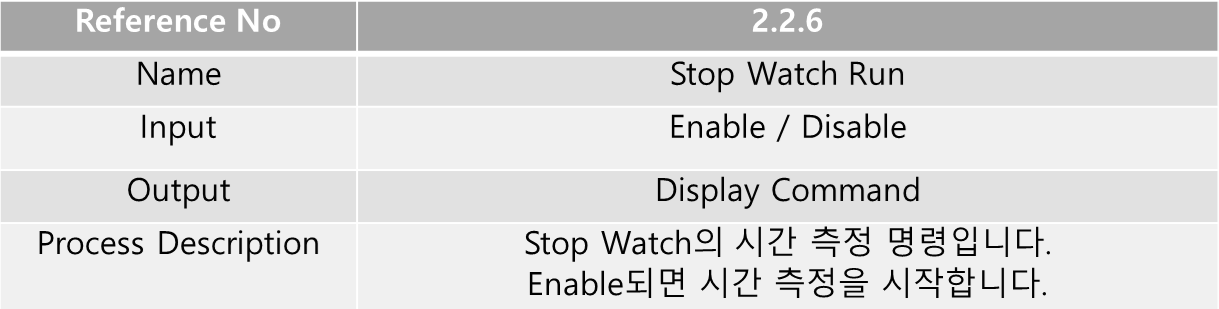 Reference No 2.2.6
Name Stop Watch Run
Input Enable / Disable
Output Display Command
Process Description Stop Watch의 시간 측정 명령입니다.
Enable되면 시간 측정을 시작합니다.